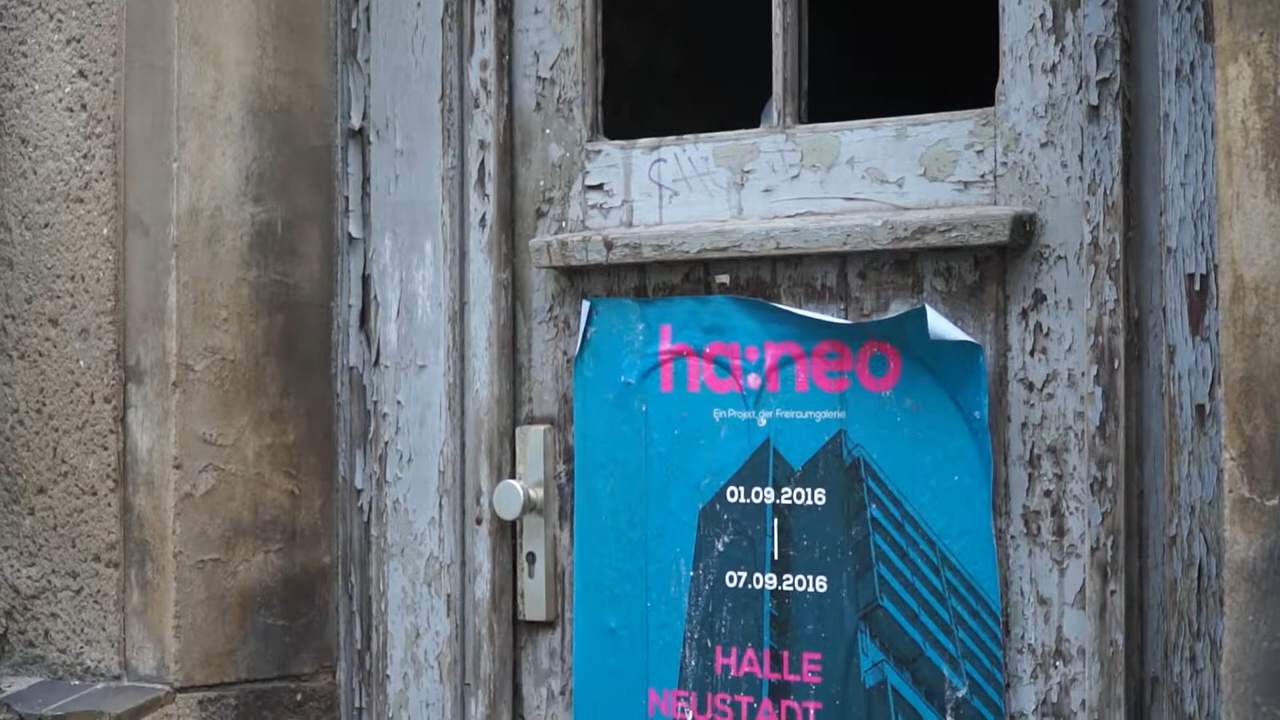 ha:neo
Ein Projekt der Freiraumgalerie
01.09.2016
07.09.2016
HALLE
NEUSTADT